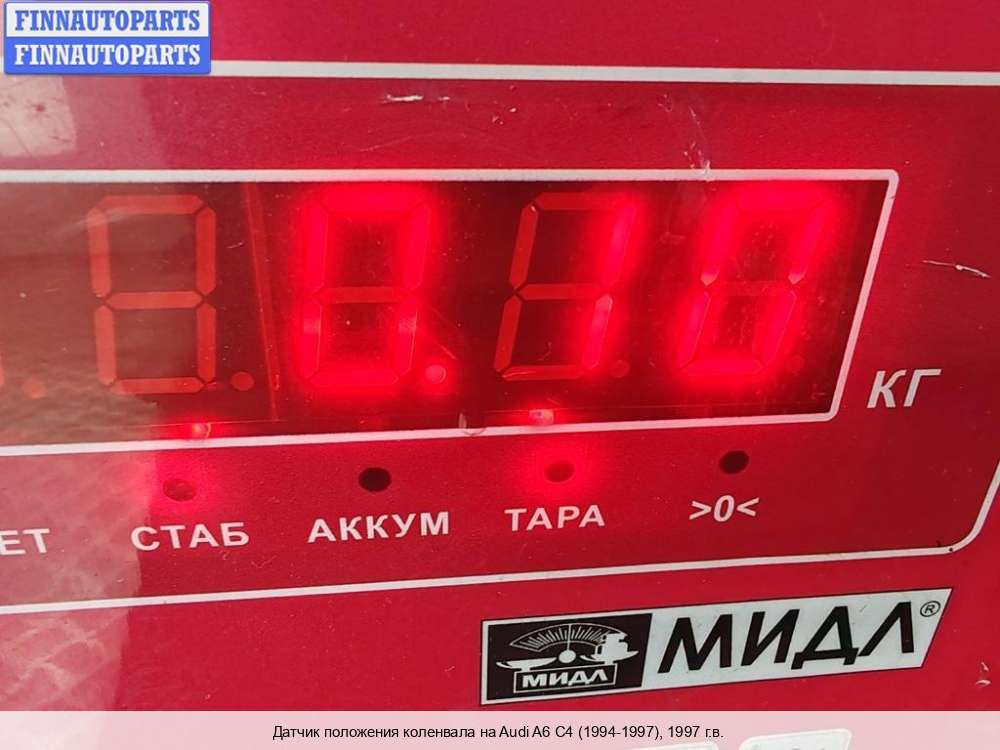 FINNAUTOPARTS
FINNAUTOPARTS
0.10
КГ
ЕТ СТАБ АККУМ ТАРА >0<
МИДЛ МИДЛ®
Датчик положения коленвала на Audi A6 C4 (1994-1997), 1997 г.в.